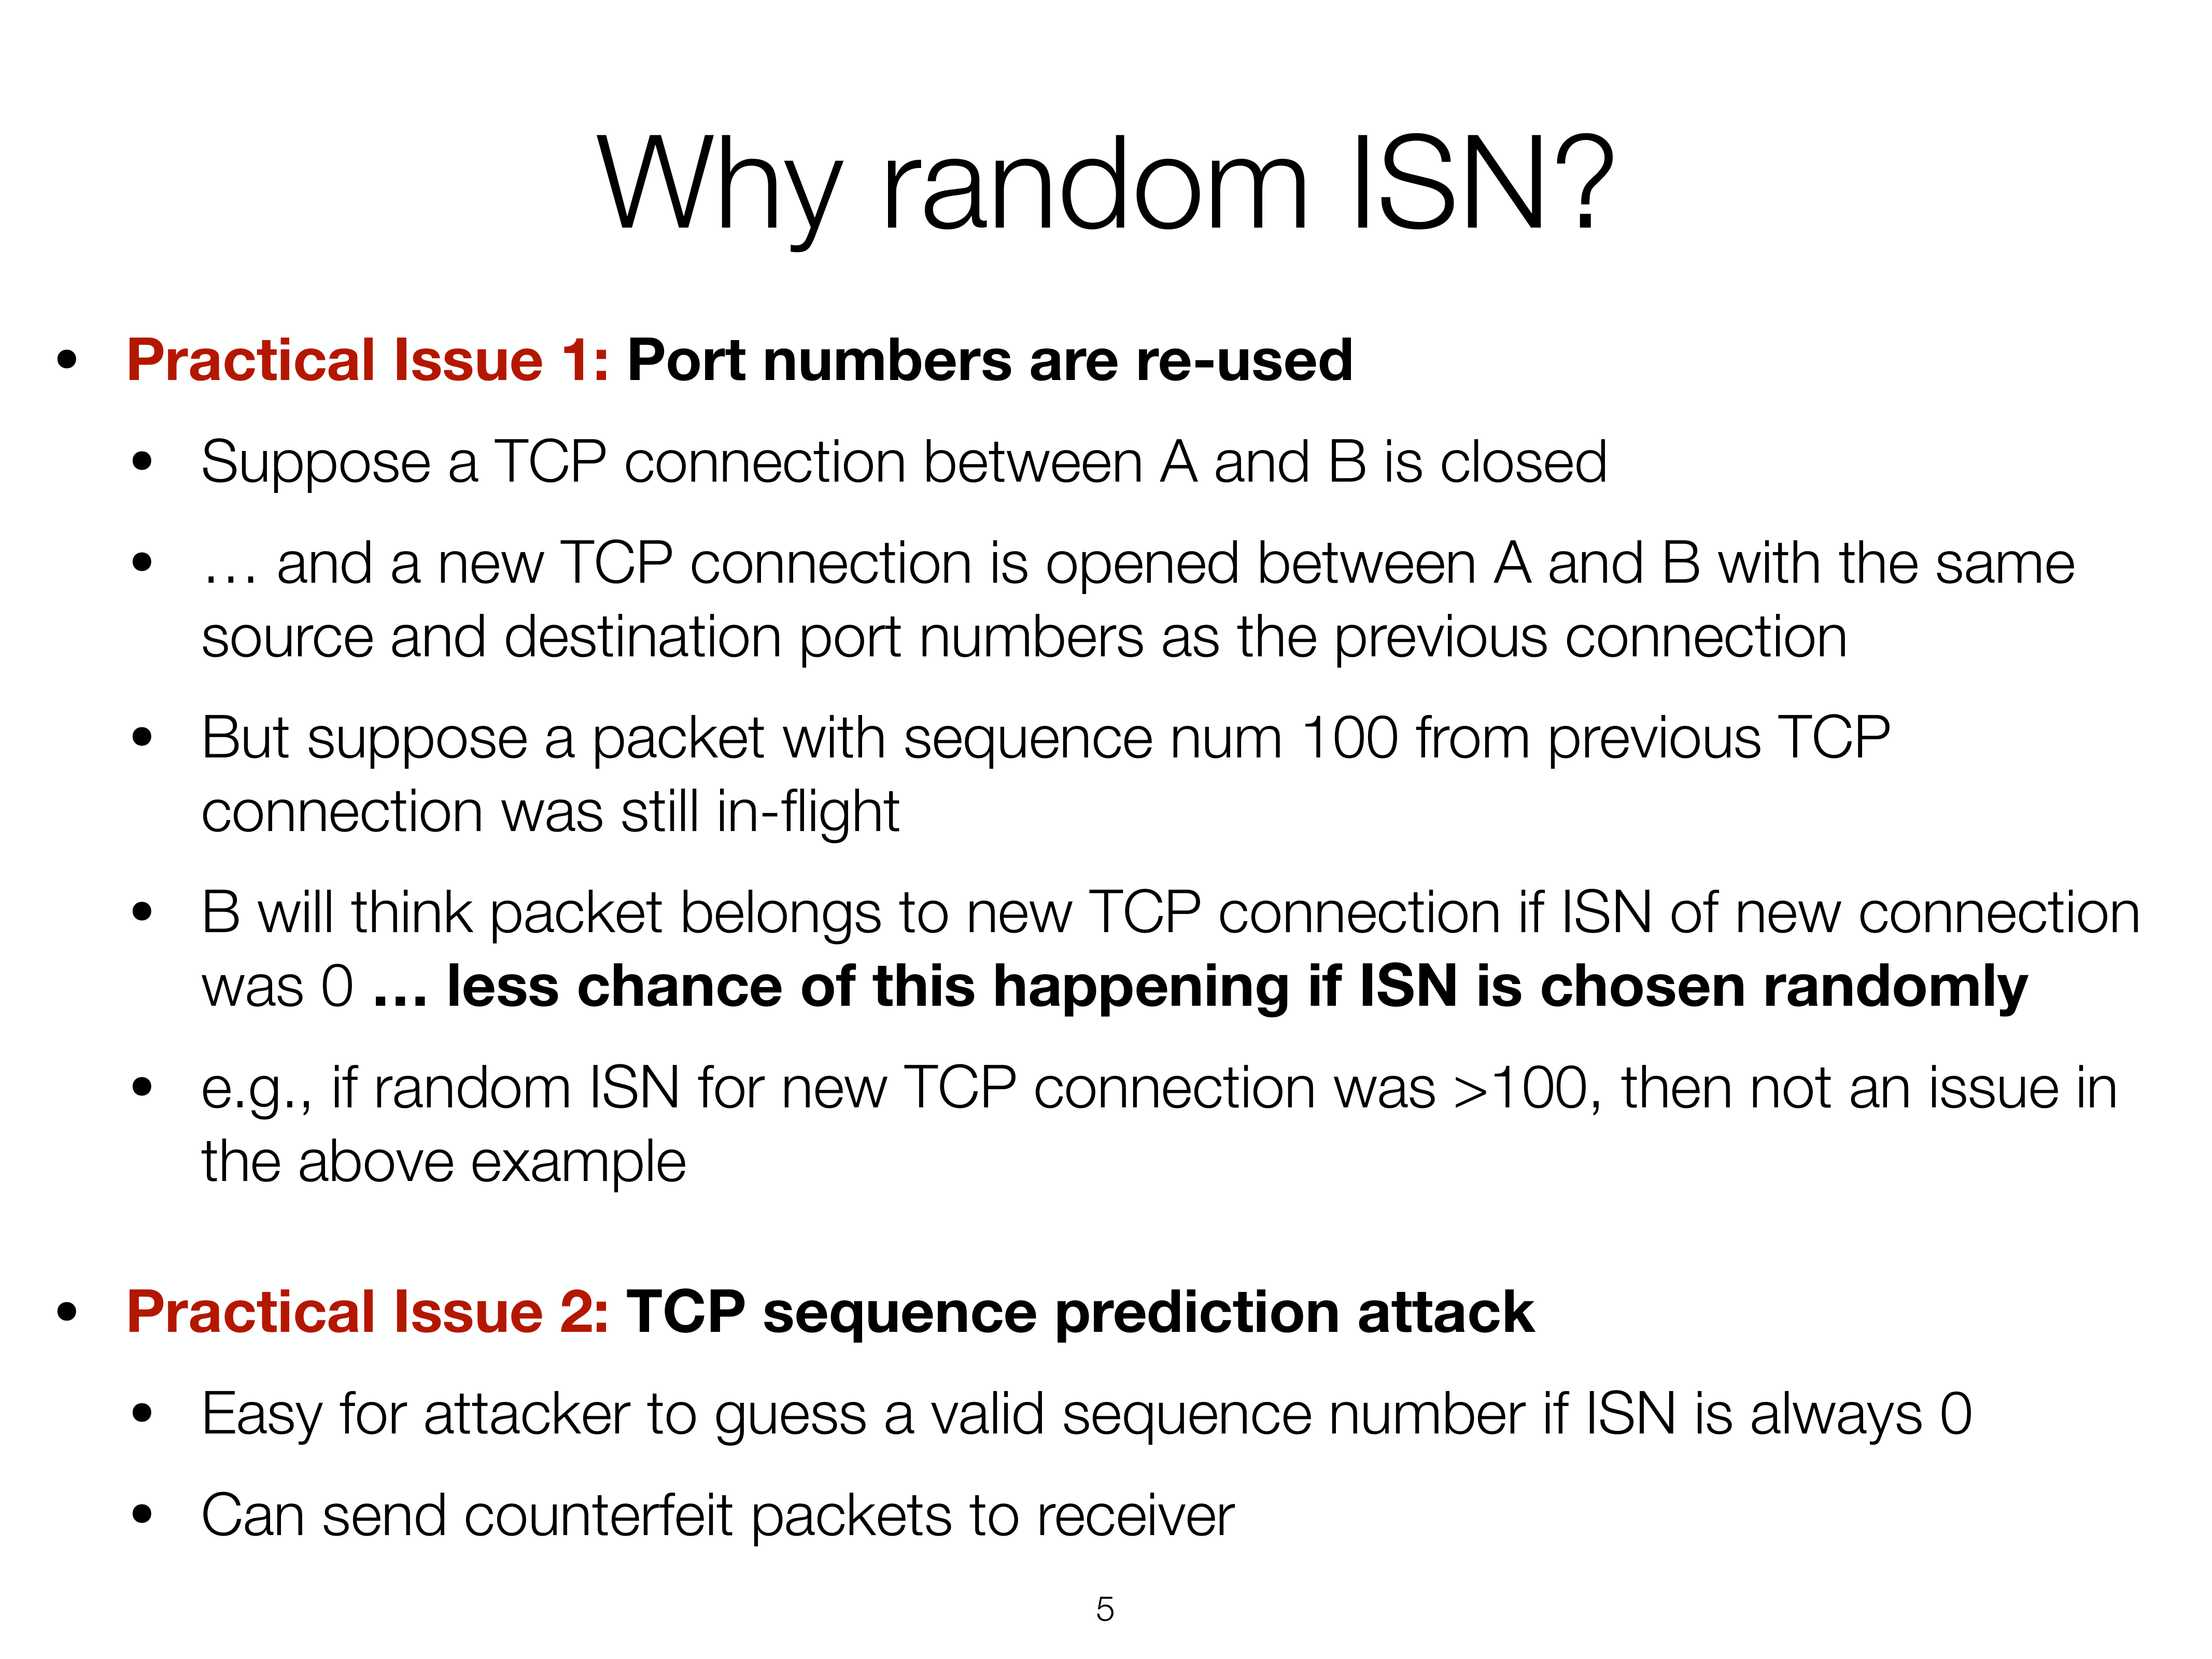 Why random ISN?
• Practical Issue 1: Port numbers are re-used
• Suppose a TCP connection between A and B is closed
• … and a new TCP connection is opened between A and B with the same
source and destination port numbers as the previous connection
• But suppose a packet with sequence num 100 from previous TCP
connection was still in-flight
• B will think packet belongs to new TCP connection if ISN of new connection
was 0 … less chance of this happening if ISN is chosen randomly
• e.g., if random ISN for new TCP connection was >100, then not an issue in
the above example
• Practical Issue 2: TCP sequence prediction attack
• Easy for attacker to guess a valid sequence number if ISN is always 0
• Can send counterfeit packets to receiver
5